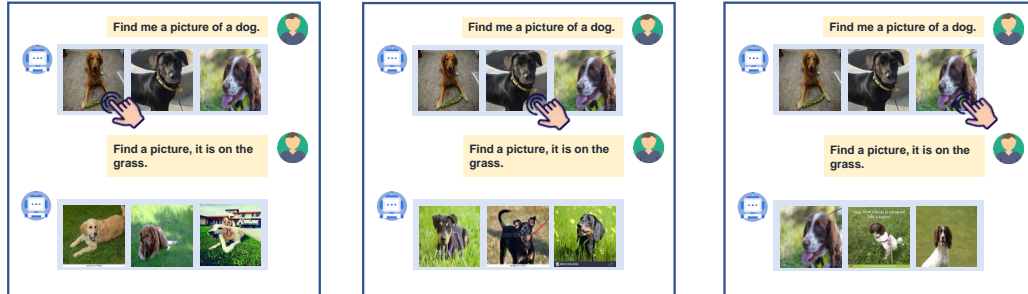 Find me a picture of a dog.
Find a picture, it is on the
grass.
Find me a picture of a dog.
Find a picture, it is on the
grass.
Find me a picture of a dog.
Find a picture, it is on the
grass.